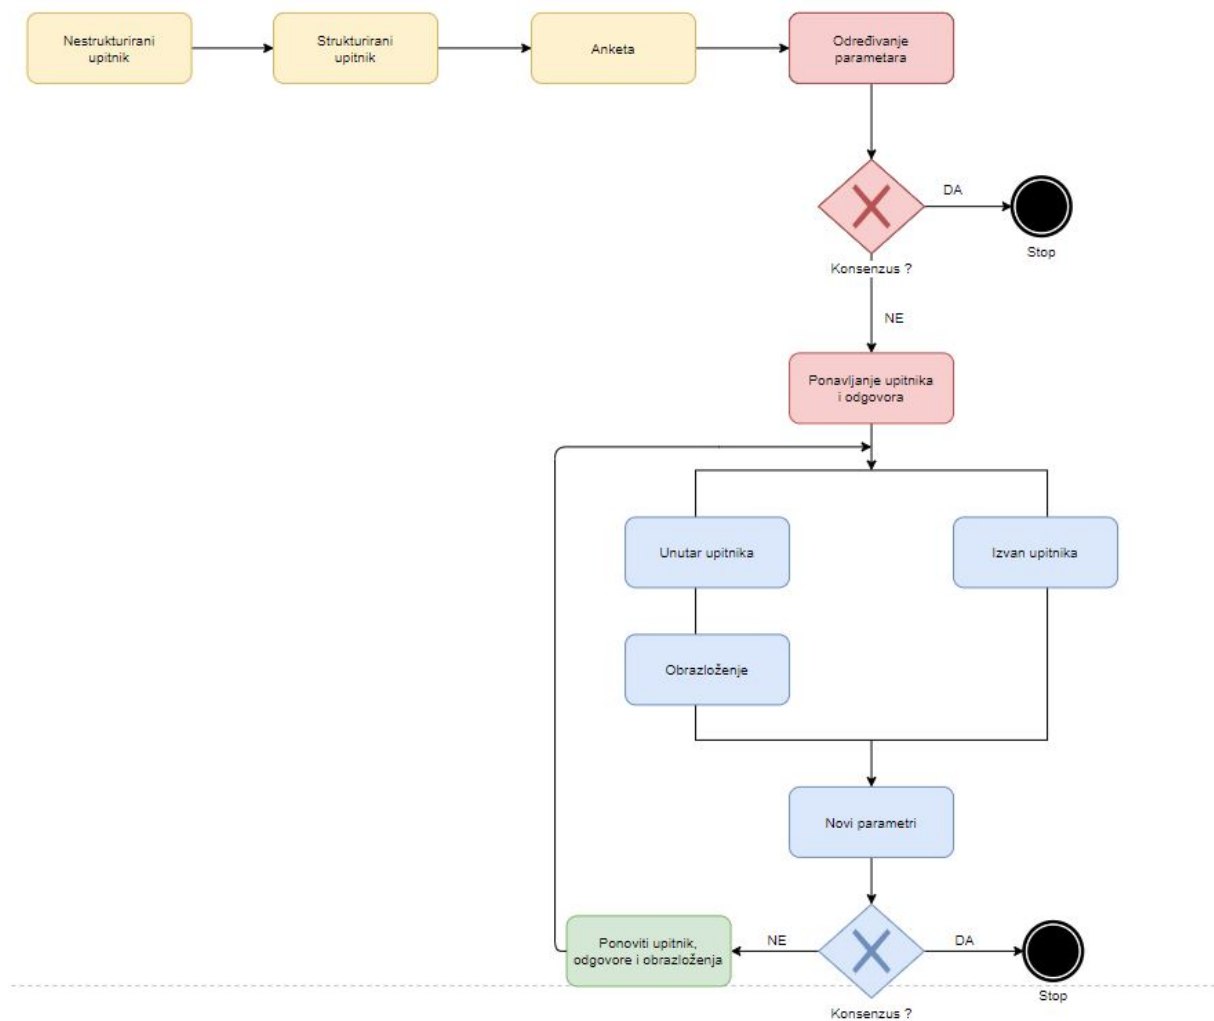 Nestrukturirani
upitnik
Strukturirani
upitnik
Anketa
Određivanje
parametara
DA
Stop
Konsenzus ?
NE
Ponavljanje upitnika
i odgovora
Unutar upitnika
Izvan upitnika
Obrazloženje
Novi parametri
Ponoviti upitnik,
odgovore i obrazloženja
NE
DA
Stop
Konsenzus ?